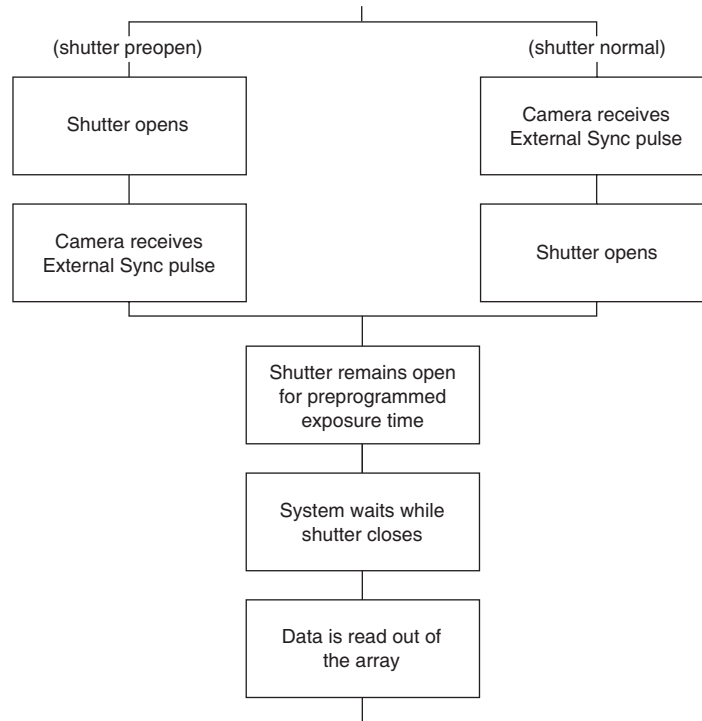 (shutter preopen)
(shutter normal)
Shutter opens
Camera receives
External Sync pulse
Camera receives
External Sync pulse
Shutter opens
Shutter remains open
for preprogrammed
exposure time
System waits while
shutter closes
Data is read out of
the array